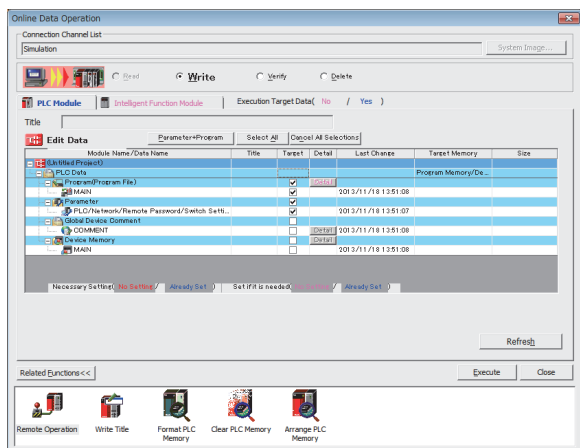 Online Data Operation
Connection Channel List
Simulation
System Image...
Read Write Verify Delete
PLC Module Intelligent Function Module Execution Target Data( No / Yes )
Title
Edit Data Parameter+Program Select All Cancel All Selections
Module Name/Data Name Title Target Detail Last Change Target Memory Size
(Untitled Project)
PLC Data Program Memory/De...
Program(Program File) Detail
MAIN 2013/11/18 13:51:08
Parameter
PLC/Network/Remote Password/Switch Setti... 2013/11/18 13:51:07
Global Device Comment
COMMENT Detail 2013/11/18 13:51:08
Device Memory Detail
MAIN 2013/11/18 13:51:08
Necessary Setting( No Setting / Already Set ) Set if it is needed( No Setting / Already Set )
Refresh
Related Functions<< Execute Close
Remote Operation Write Title Format PLC Memory Clear PLC Memory Arrange PLC Memory